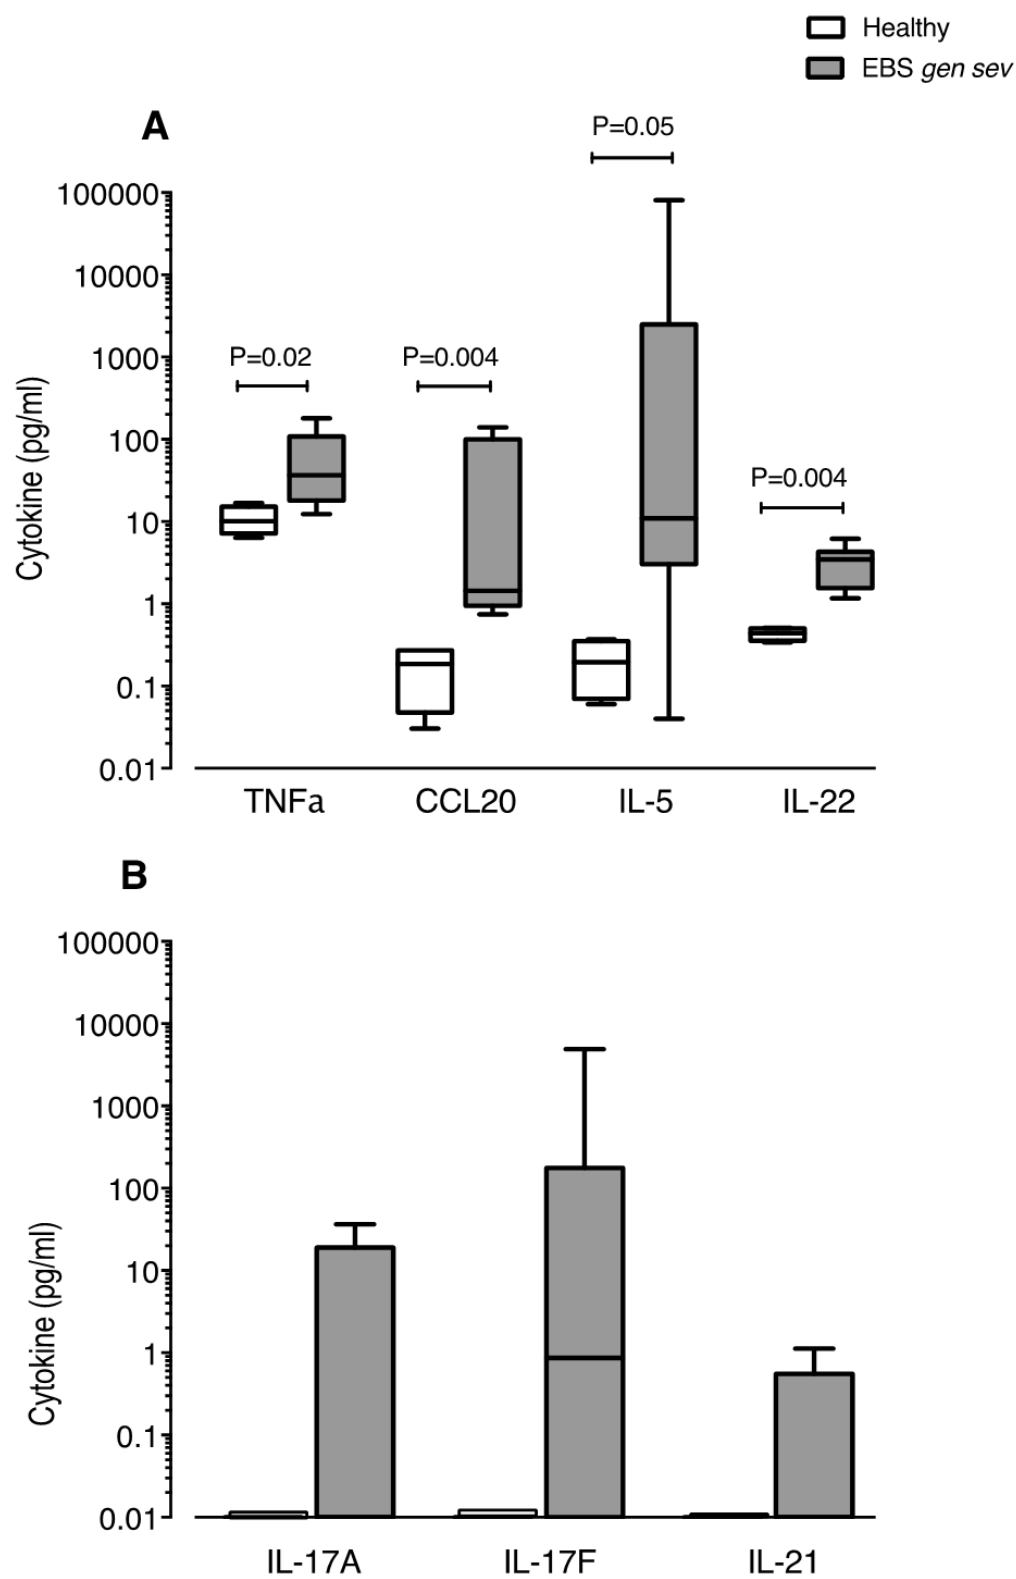 Healthy
EBS gen sev
A
P=0.05
100000
10000
P=0.02 P=0.004
1000
100
P=0.004
10
1
0.1
0.01
Cytokine (pg/ml)
TNFa CCL20 IL-5 IL-22
B
100000
10000
1000
100
10
1
0.1
0.01
Cytokine (pg/ml)
IL-17A IL-17F IL-21